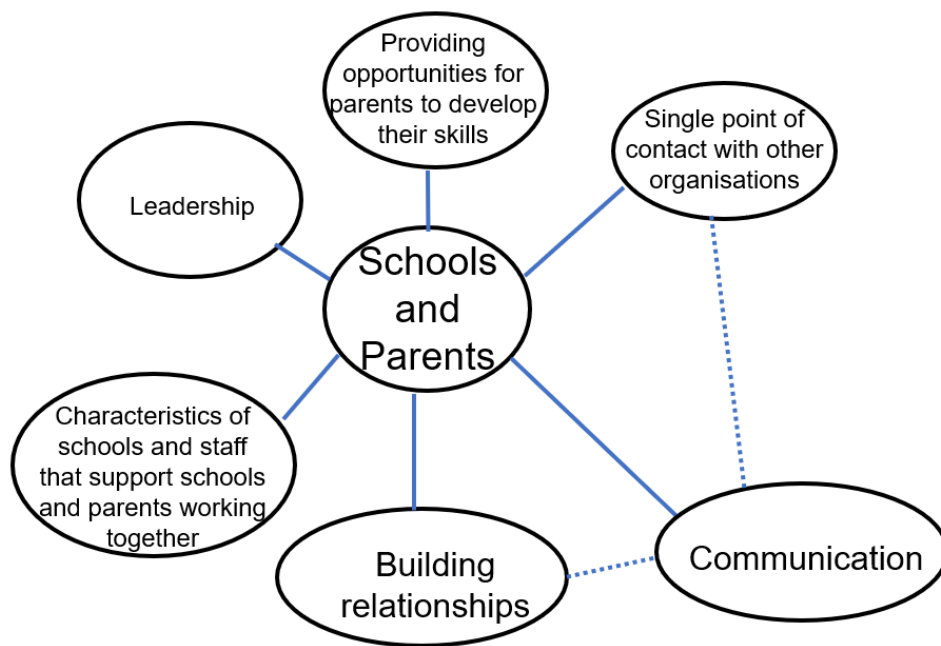 Providing
opportunities for
parents to develop
their skills
Single point of
contact with other
organisations
Leadership
Schools
and
Parents
Characteristics of
schools and staff
that support schools
and parents working
together
Building
relationships
Communication